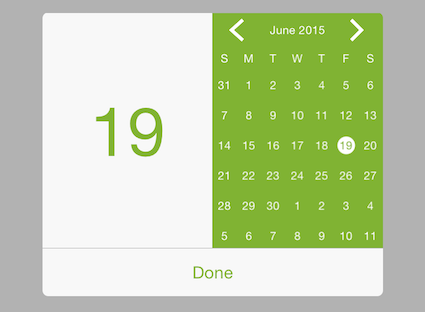 19
June 2015
S M T W T F S
31 1 2 3 4 5 6
7 8 9 10 11 12 13
14 15 16 17 18 19 20
21 22 23 24 25 26 27
28 29 30 1 2 3 4
5 6 7 8 9 10 11
Done